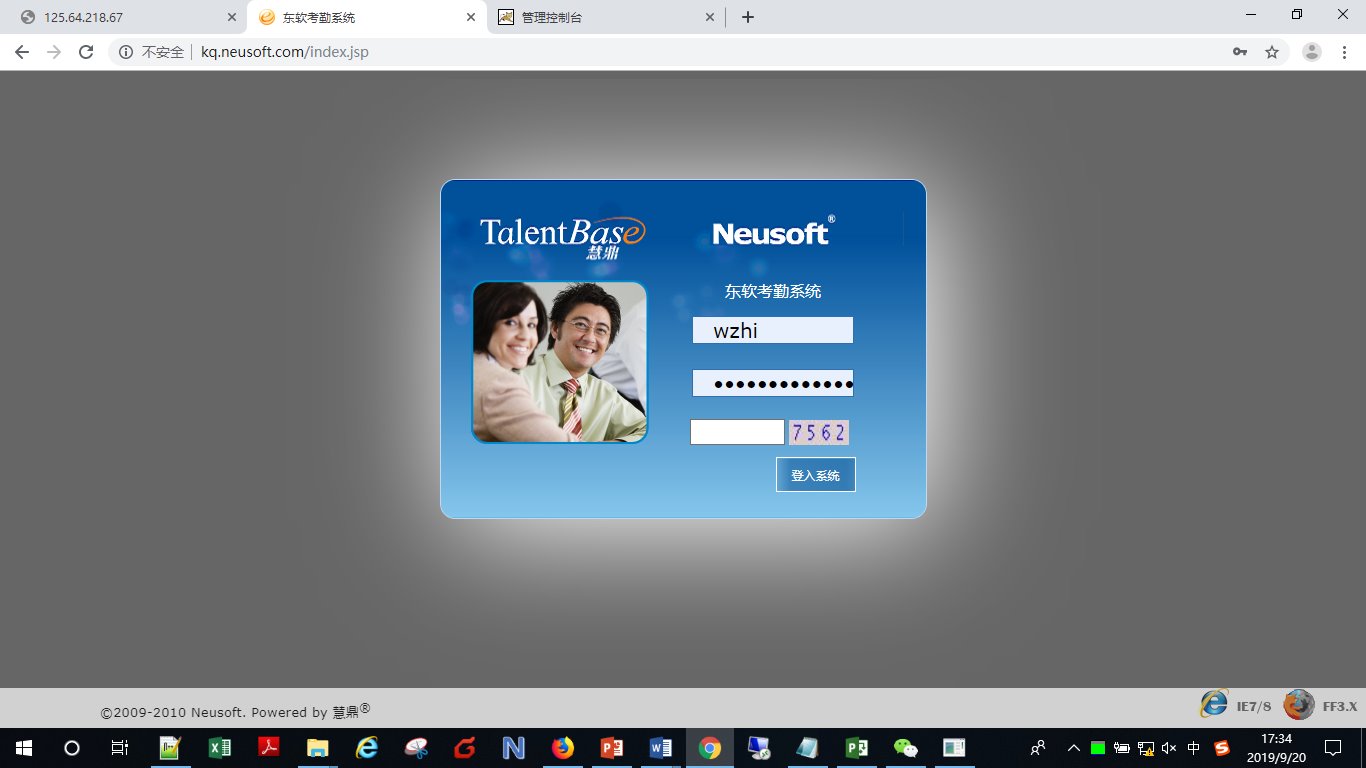 125.64.218.67
东软考勤系统
管理控制台
不安全
kq.neusoft.com/index.jsp
TalentBase
慧鼎
Neusoft®
东软考勤系统
wzhi
•••••••••••••
7562
登入系统
©2009-2010 Neusoft. Powered by 慧鼎®
IE7/8
FF3.X
中
17:34
2019/9/20